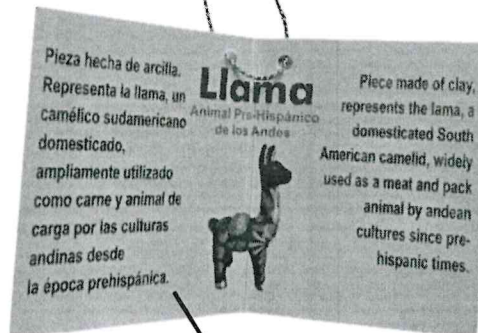 Pieza hecha de arcilla.
Representa la llama, un
camélico sudamericano
domesticado,
ampliamente utilizado
como carne y animal de
carga por las culturas
andinas desde
la época prehispánica.
Llama
Animal Pre-Hispánico
de los Andes
Piece made of clay,
represents the lama, a
domesticated South
American camelid, widely
used as a meat and pack
animal by andean
cultures since pre-
hispanic times.